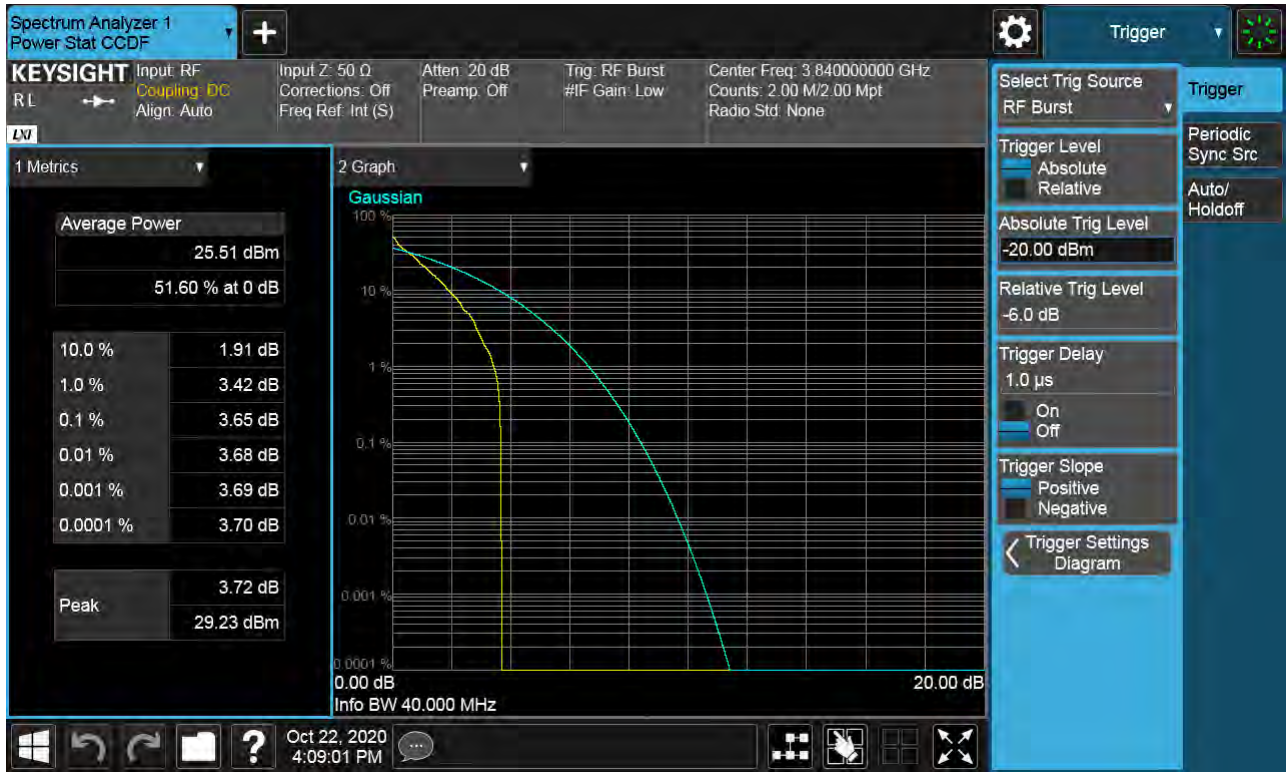 Spectrum Analyzer 1
Power Stat CCDF
+
Trigger
KEYSIGHT
RL
LXI
Input: RF
Coupling: DC
Align: Auto
Input Z: 50 Ω
Corrections: Off
Freq Ref: Int (S)
Atten: 20 dB
Preamp: Off
Trig: RF Burst
#IF Gain: Low
Center Freq: 3.840000000 GHz
Counts: 2.00 M/2.00 Mpt
Radio Std: None
1 Metrics
Average Power
25.51 dBm
51.60 % at 0 dB
10.0 % 1.91 dB
1.0 % 3.42 dB
0.1 % 3.65 dB
0.01 % 3.68 dB
0.001 % 3.69 dB
0.0001 % 3.70 dB
Peak
3.72 dB
29.23 dBm
2 Graph
Gaussian
100 %
10 %
1 %
0.1 %
0.01 %
0.001 %
0.0001 %
0.00 dB 20.00 dB
Info BW 40.000 MHz
Select Trig Source
RF Burst
Trigger Level
Absolute
Relative
Absolute Trig Level
-20.00 dBm
Relative Trig Level
-6.0 dB
Trigger Delay
1.0 µs
On
Off
Trigger Slope
Positive
Negative
Trigger Settings
Diagram
Trigger
Periodic
Sync Src
Auto/
Holdoff
?
Oct 22, 2020
4:09:01 PM